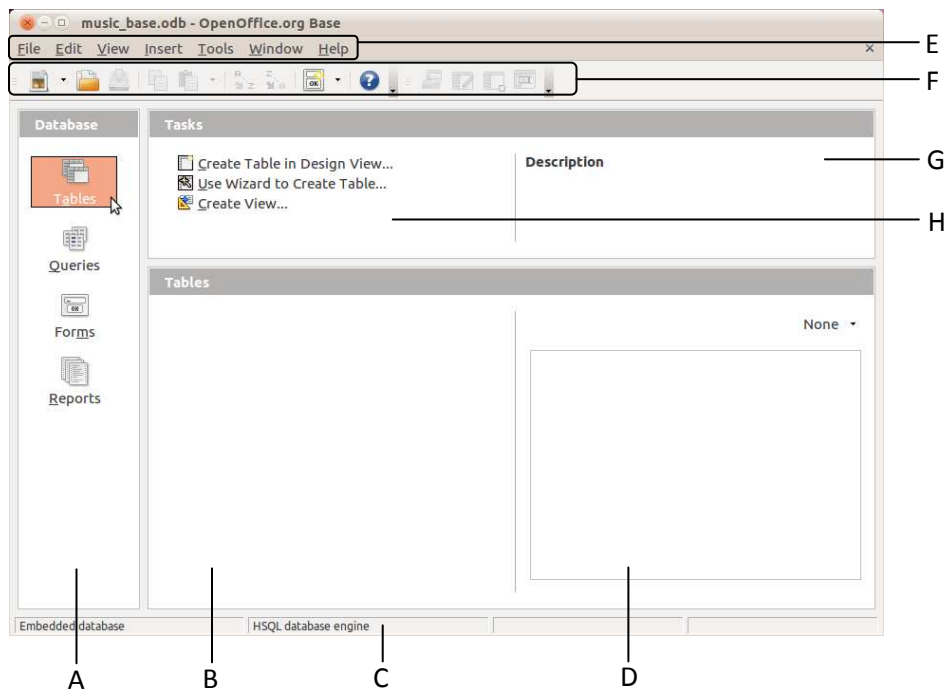 music_base.odb - OpenOffice.org Base
File Edit View Insert Tools Window Help
E
F
Database
Tasks
Create Table in Design View...
Use Wizard to Create Table...
Create View...
Description
G
H
Tables
Queries
Forms
Reports
Tables
None
Embedded database
HSQL database engine
A
B
C
D